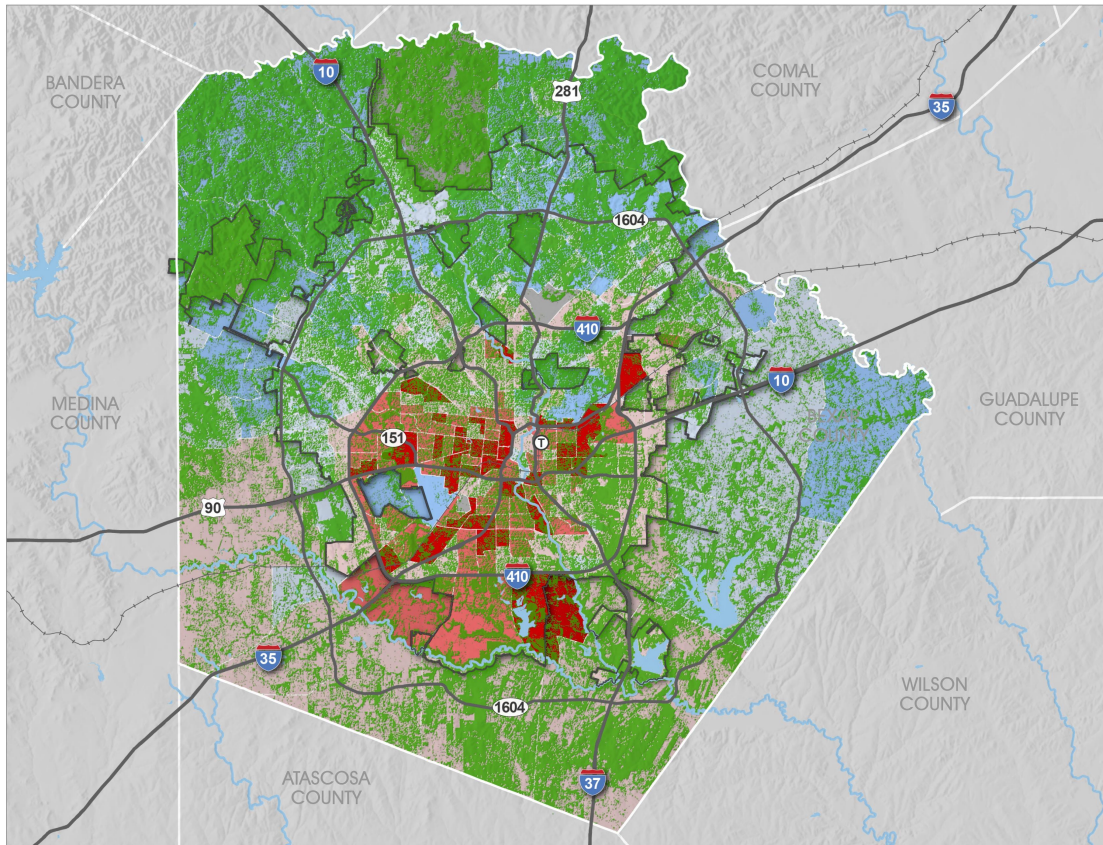 BANDERA
COUNTY
10
281
COMAL
COUNTY
35
1604
410
10
MEDINA
COUNTY
GUADALUPE
COUNTY
151
T
90
410
35
1604
WILSON
COUNTY
ATASCOSA
COUNTY
37